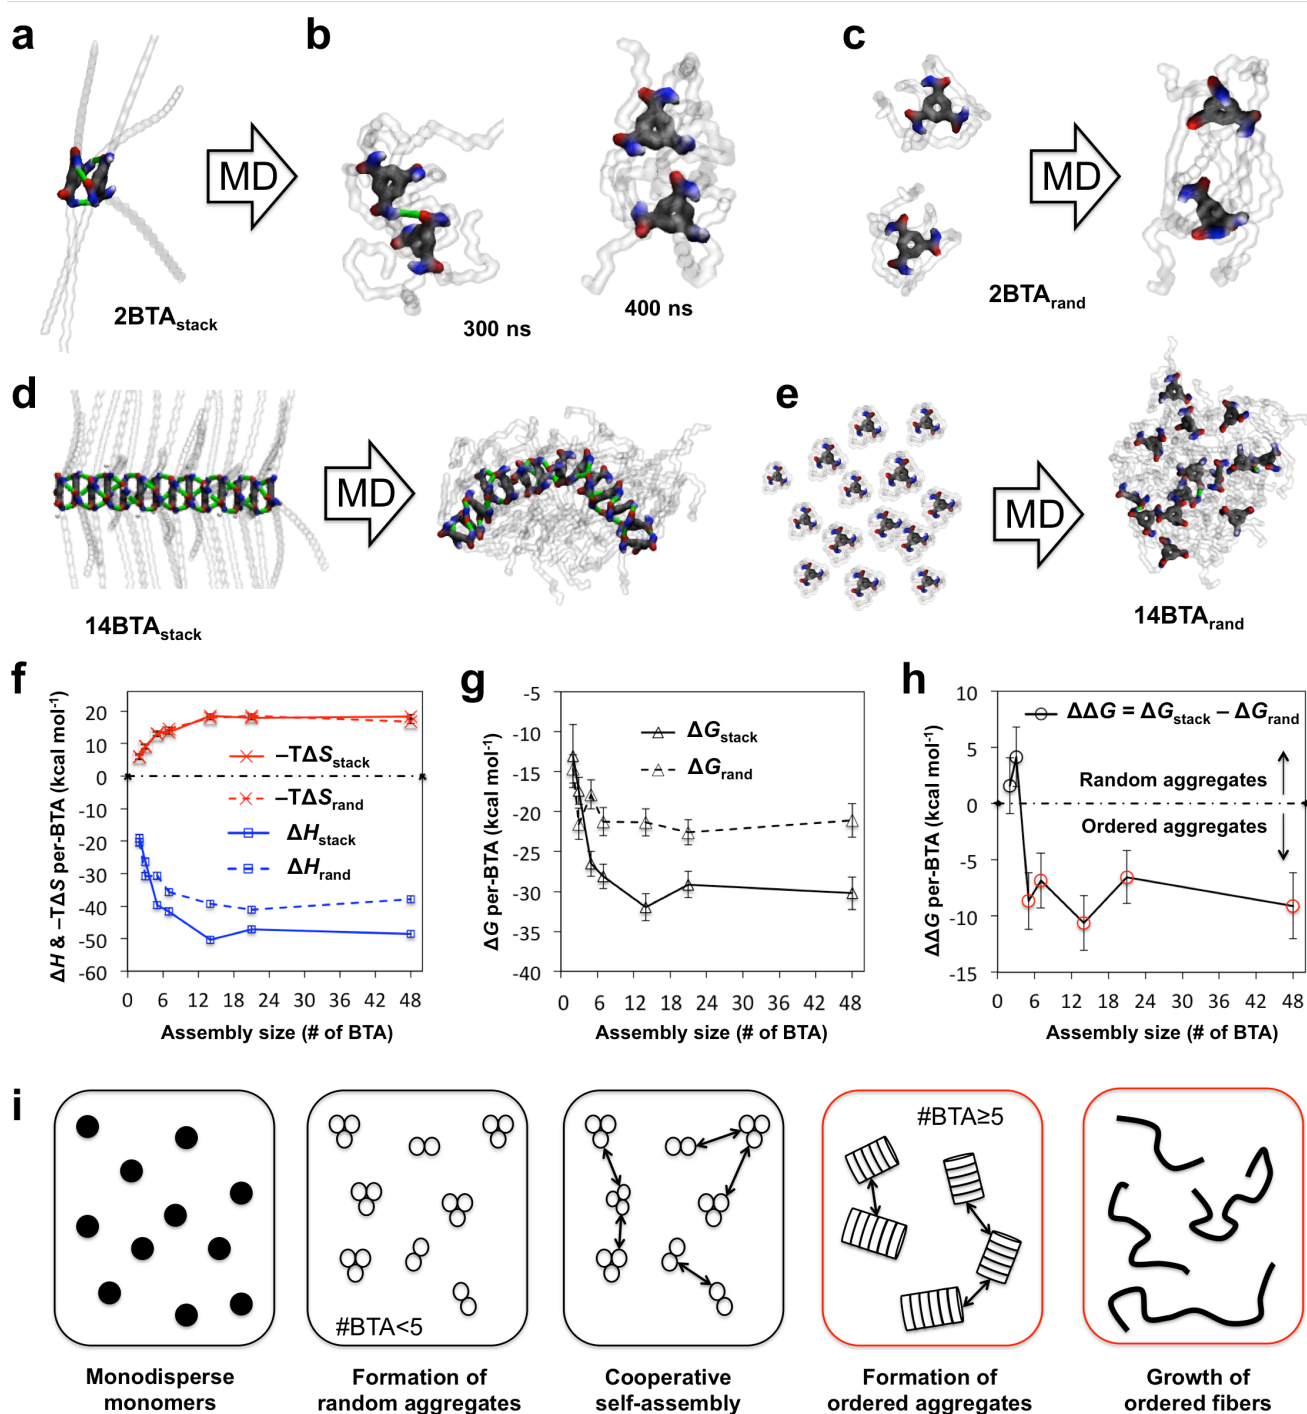 a
b
c
MD
MD
2BTAstack
300 ns
400 ns
2BTArand
d
e
MD
MD
14BTAstack
14BTArand
f
g
h
ΔH & –TΔS per-BTA (kcal mol-1)
20
10
0
-10
-20
-30
-40
-50
-60
–TΔSstack
–TΔSrand
ΔHstack
ΔHrand
0 6 12 18 24 30 36 42 48
Assembly size (# of BTA)
ΔG per-BTA (kcal mol-1)
-5
-10
-15
-20
-25
-30
-35
-40
ΔGstack
ΔGrand
0 6 12 18 24 30 36 42 48
Assembly size (# of BTA)
ΔΔG per-BTA (kcal mol-1)
10
5
0
-5
-10
-15
ΔΔG = ΔGstack – ΔGrand
Random aggregates
Ordered aggregates
0 6 12 18 24 30 36 42 48
Assembly size (# of BTA)
i
#BTA<5
#BTA≥5
Monodisperse
monomers
Formation of
random aggregates
Cooperative
self-assembly
Formation of
ordered aggregates
Growth of
ordered fibers